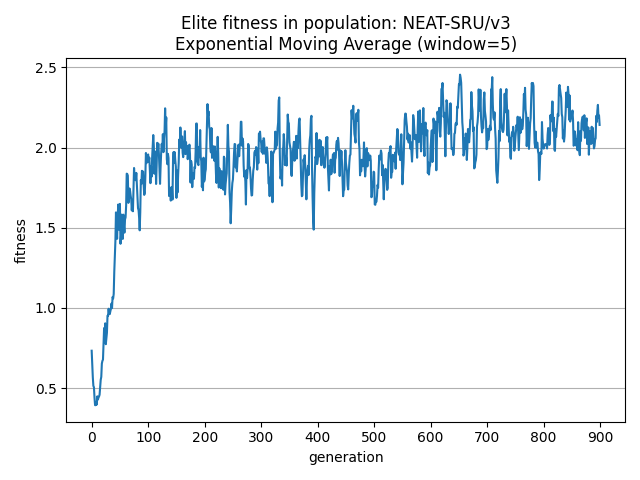 Elite fitness in population: NEAT-SRU/v3
Exponential Moving Average (window=5)
2.5
2.0
1.5
1.0
0.5
fitness
0 100 200 300 400 500 600 700 800 900
generation